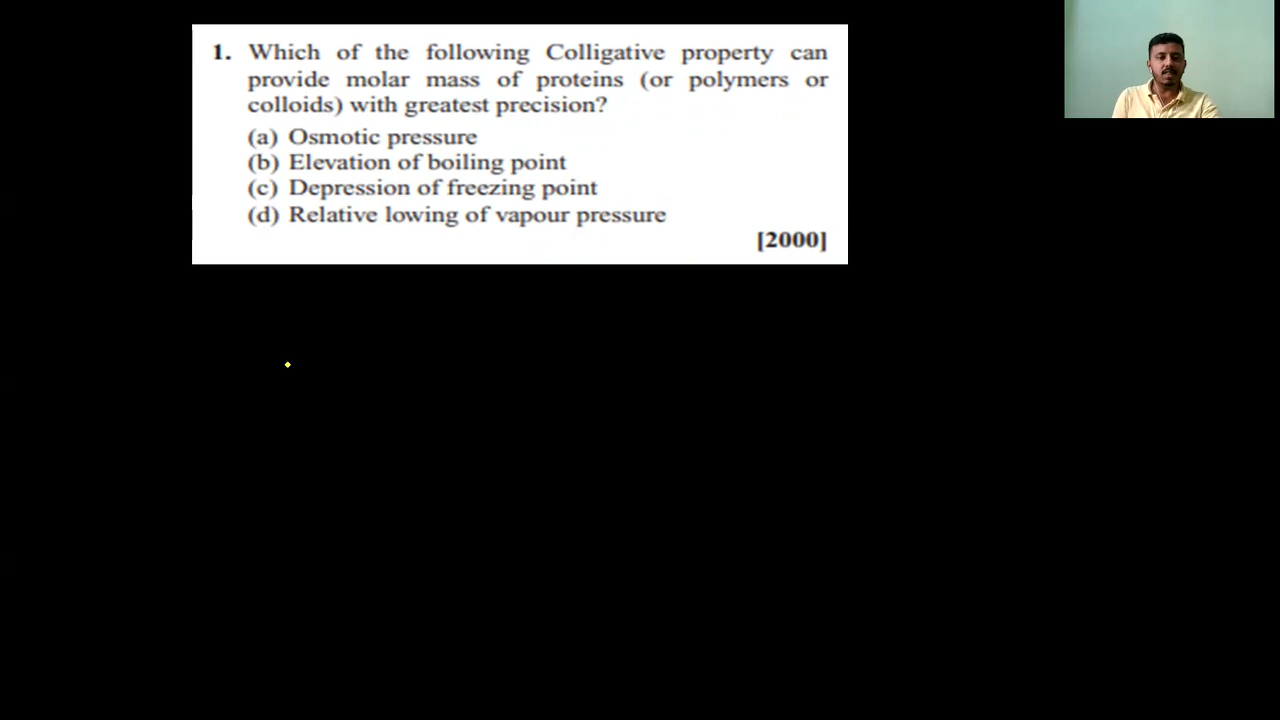 1. Which of the following Colligative property can
provide molar mass of proteins (or polymers or
colloids) with greatest precision?
(a) Osmotic pressure
(b) Elevation of boiling point
(c) Depression of freezing point
(d) Relative lowing of vapour pressure
[2000]